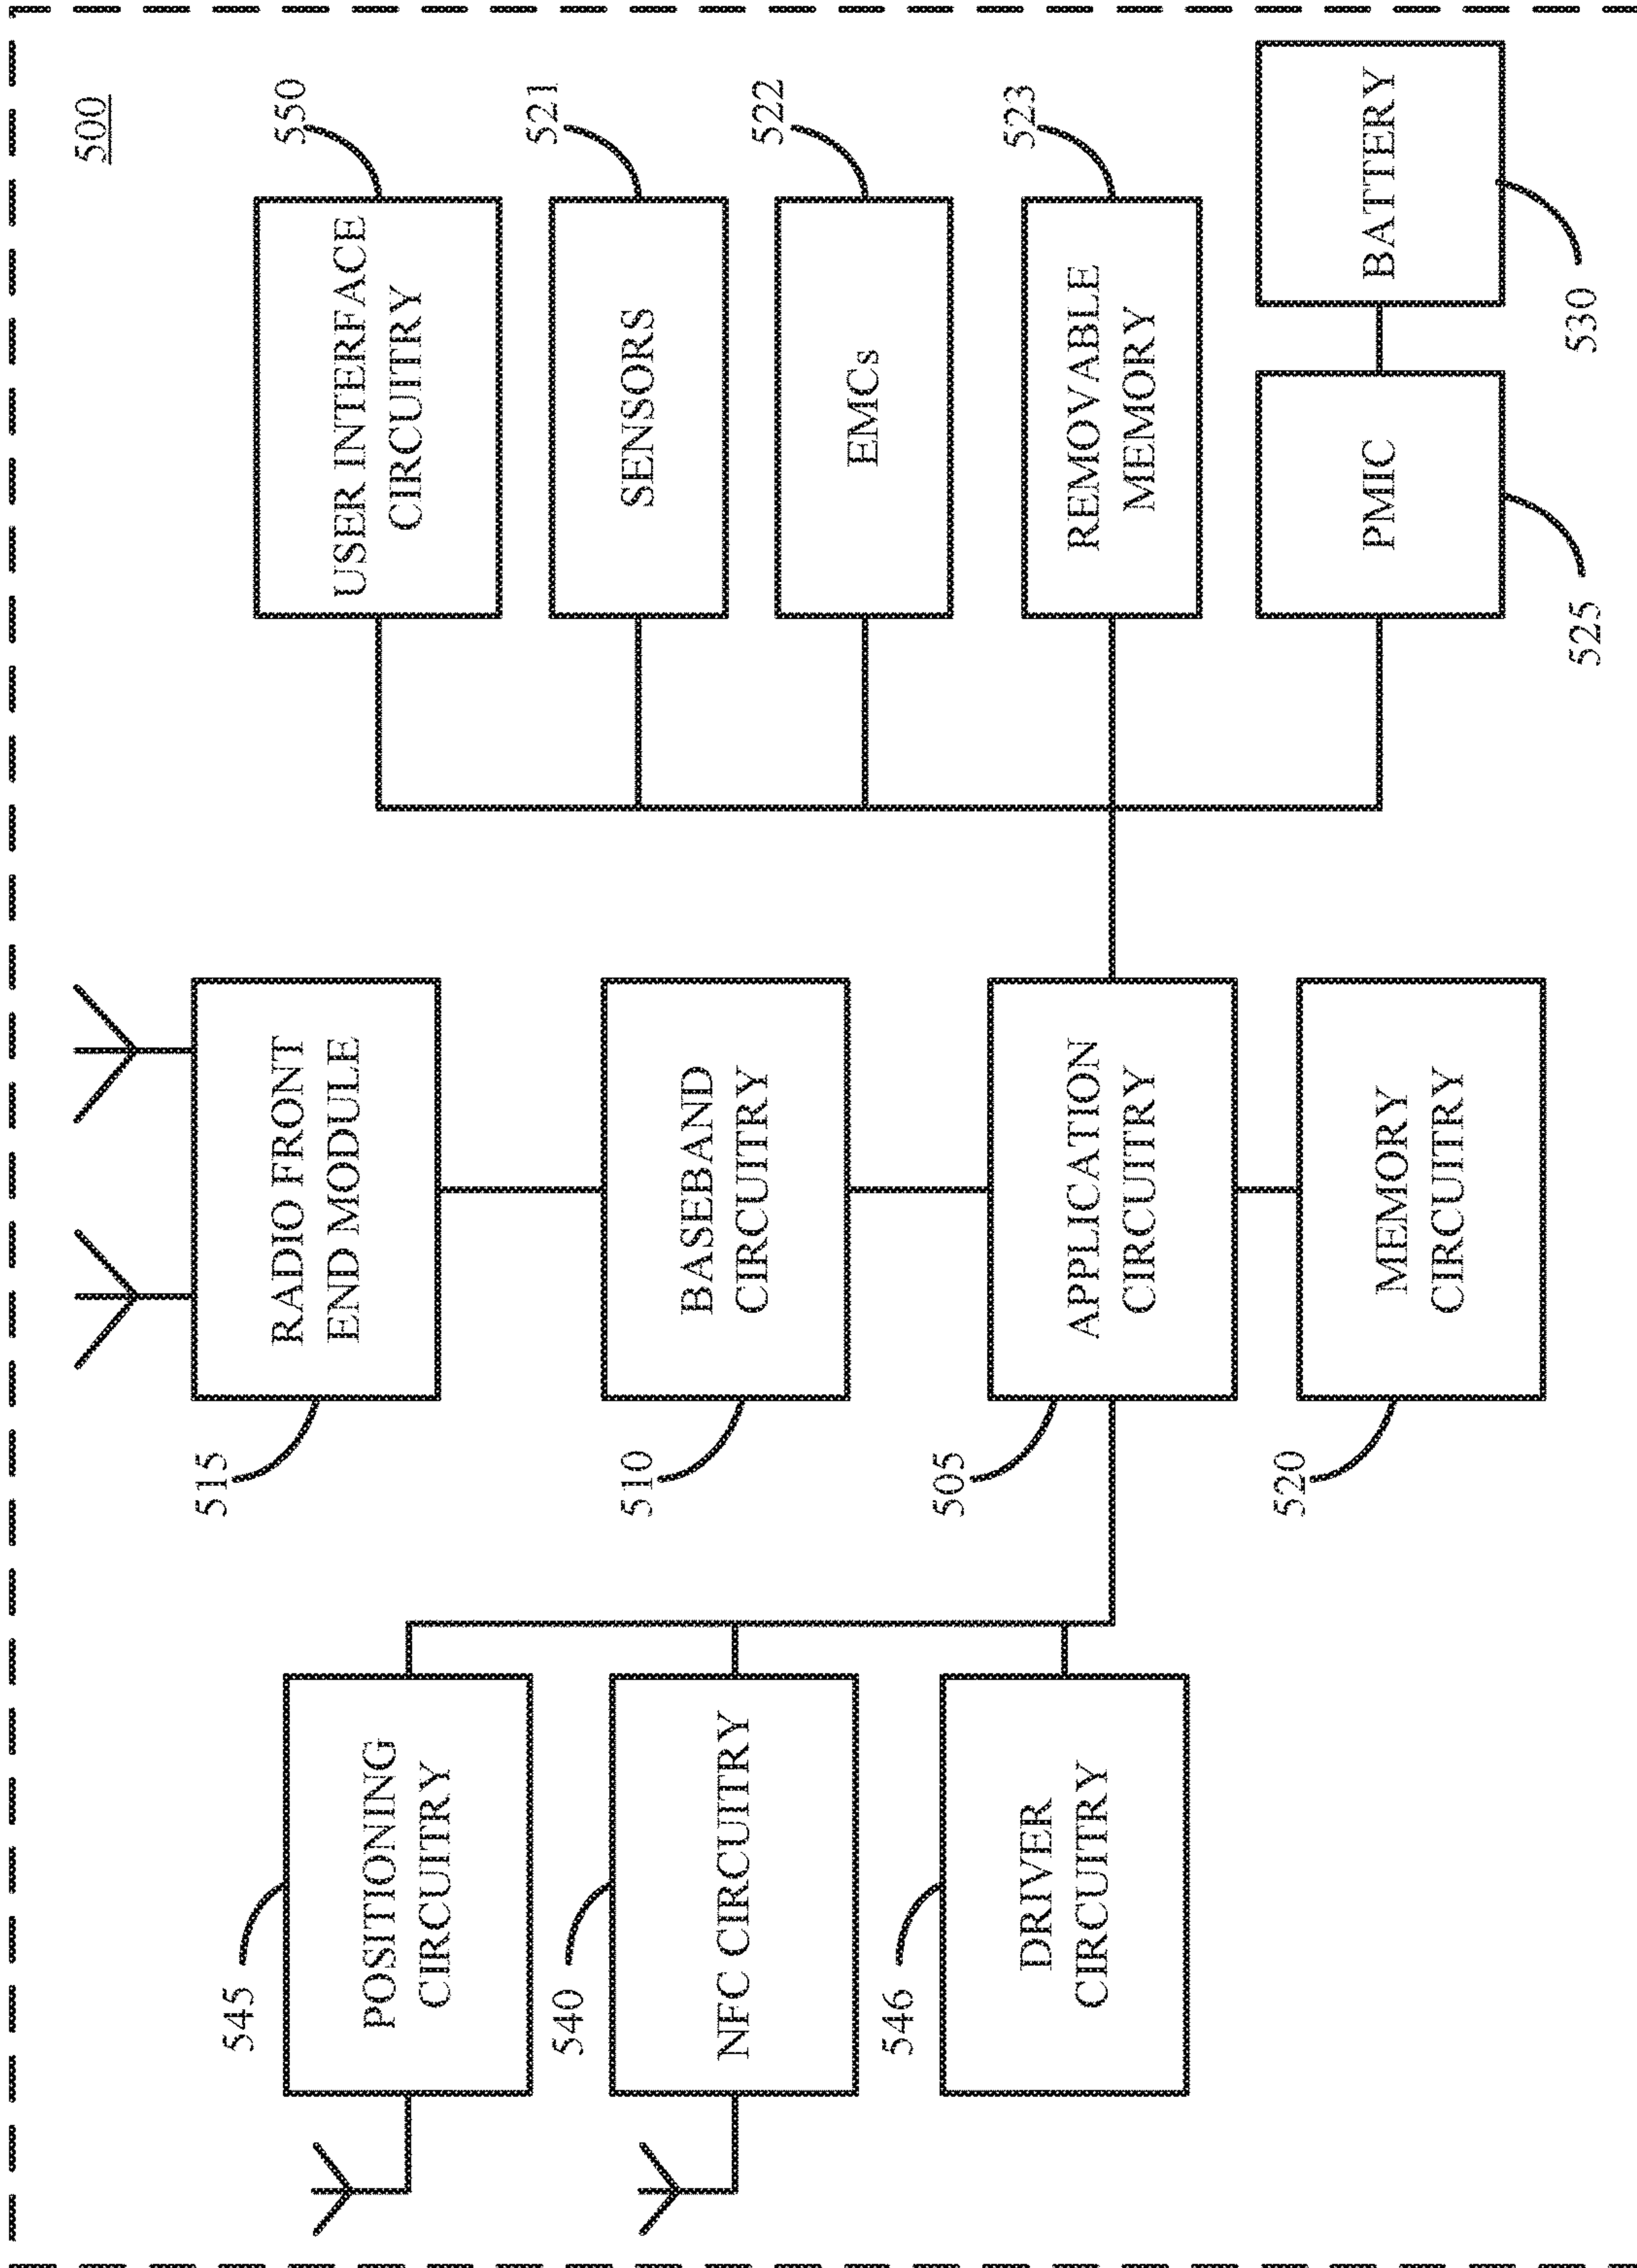 500
545
POSITIONING
CIRCUITRY
540
NFC CIRCUITRY
546
DRIVER
CIRCUITRY
515
RADIO FRONT
END MODULE
510
BASEBAND
CIRCUITRY
505
APPLICATION
CIRCUITRY
520
MEMORY
CIRCUITRY
550
USER INTERFACE
CIRCUITRY
521
SENSORS
522
EMCs
523
REMOVABLE
MEMORY
PMIC
525
BATTERY
530